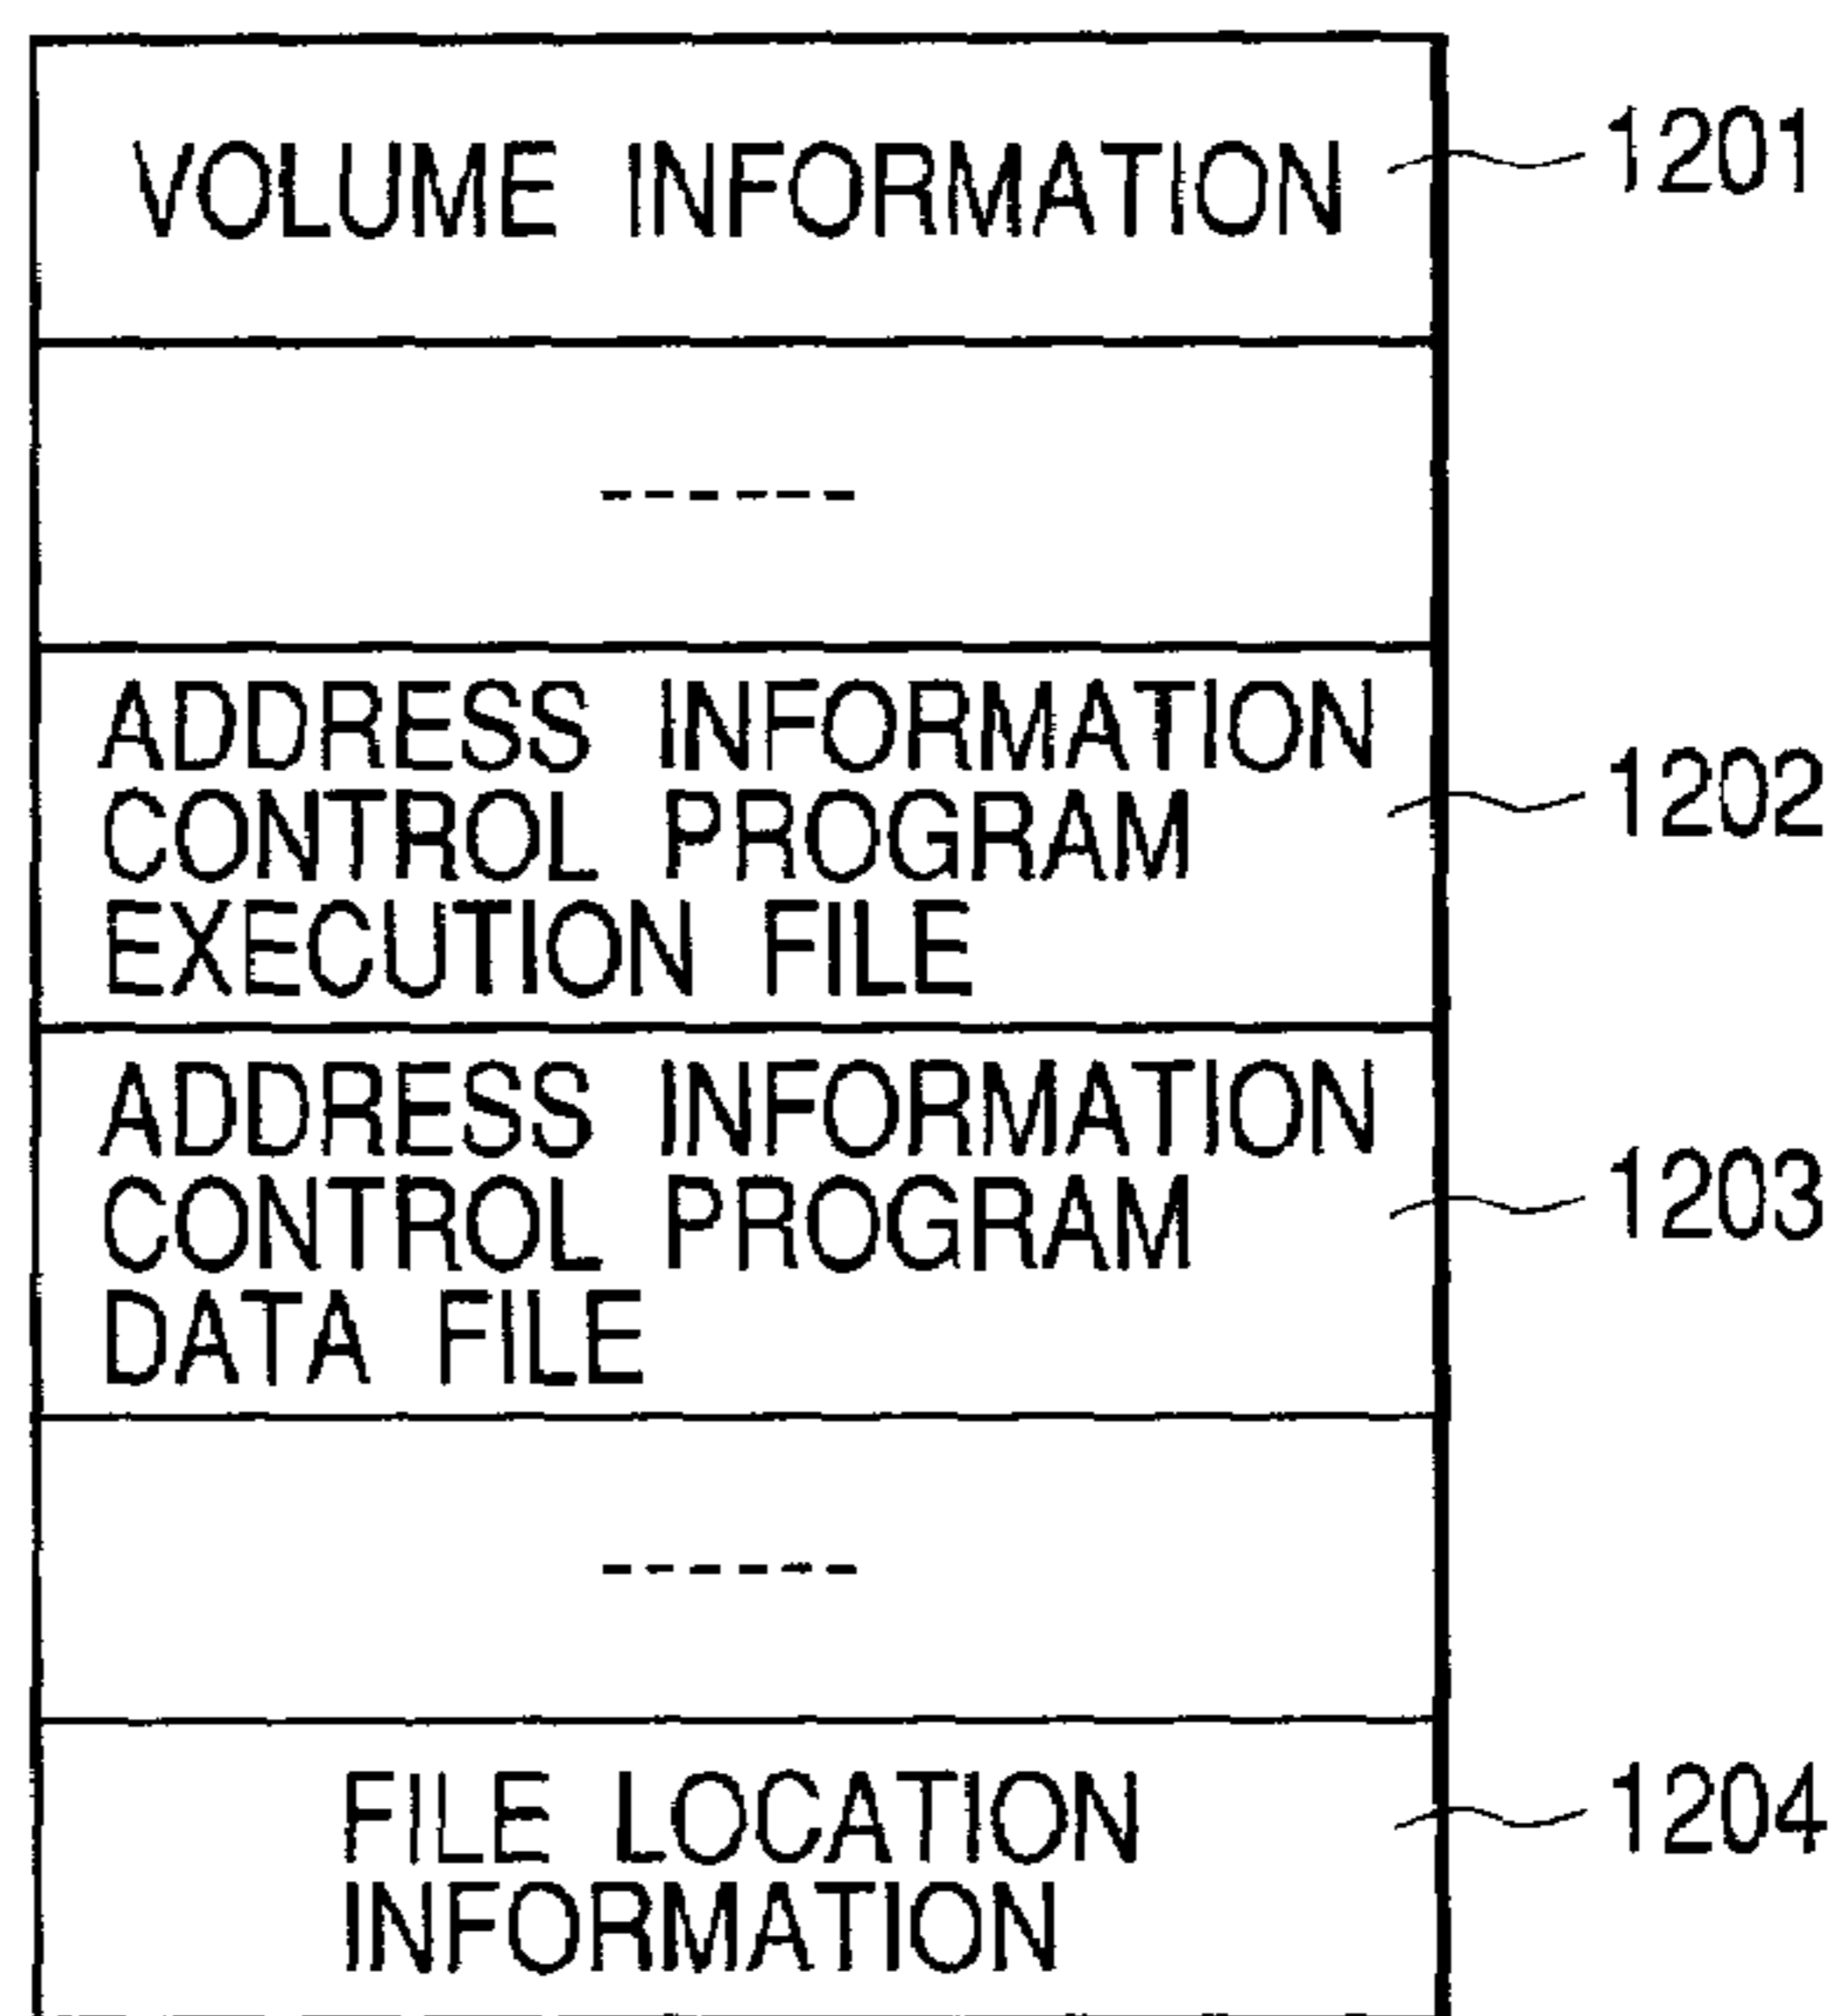 VOLUME INFORMATION 1201
------
ADDRESS INFORMATION
CONTROL PROGRAM 1202
EXECUTION FILE
ADDRESS INFORMATION
CONTROL PROGRAM 1203
DATA FILE
------
FILE LOCATION 1204
INFORMATION